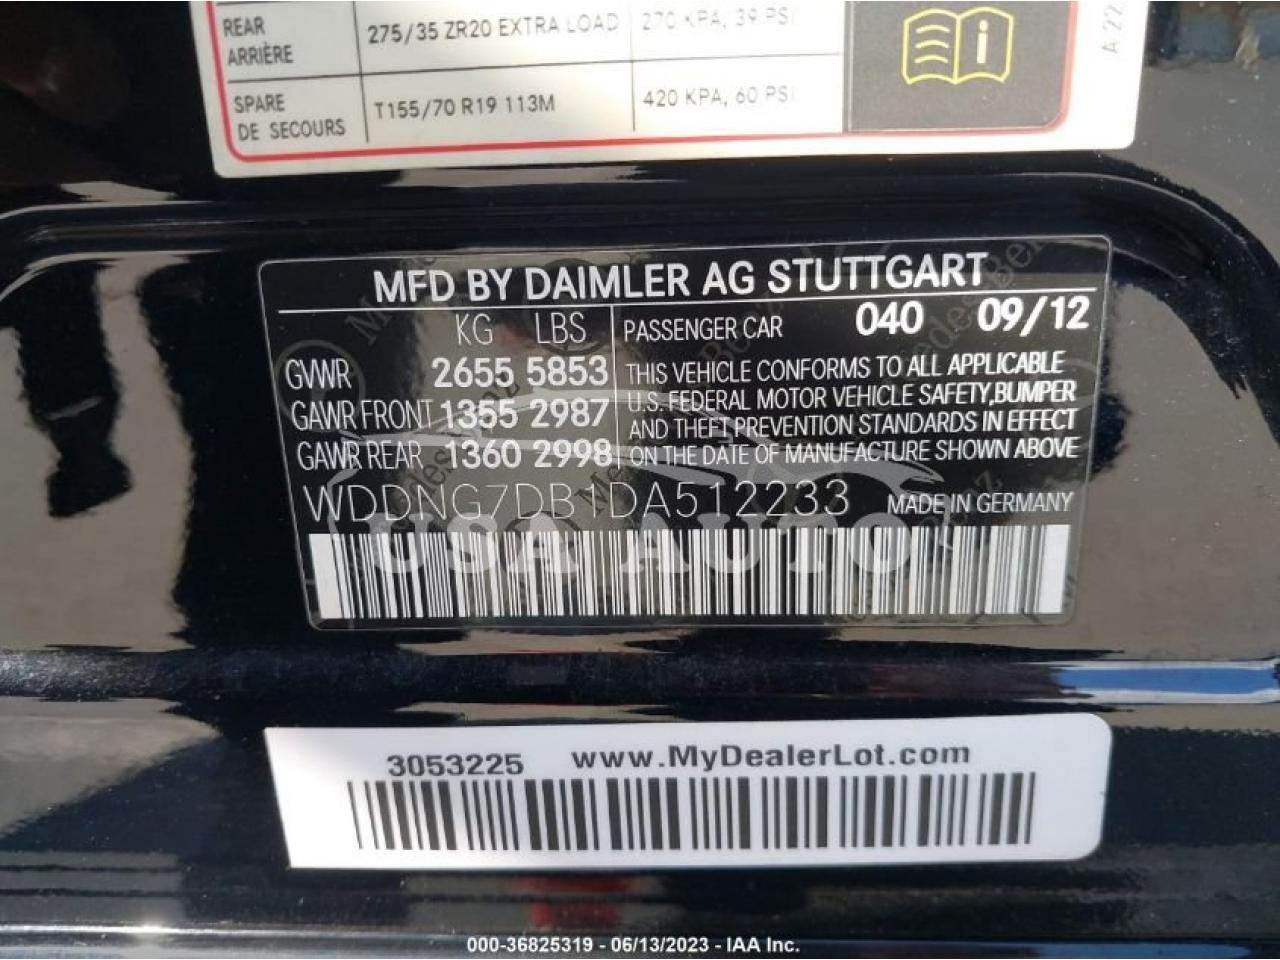 REAR 275/35 ZR20 EXTRA LOAD 270 KPA, 39 PSI
ARRIÈRE
SPARE T155/70 R19 113M 420 KPA, 60 PSI
DE SECOURS
A 22
MFD BY DAIMLER AG STUTTGART
KG LBS PASSENGER CAR 040 09/12
GVWR 2655 5853 THIS VEHICLE CONFORMS TO ALL APPLICABLE
U.S. FEDERAL MOTOR VEHICLE SAFETY, BUMPER
GAWR FRONT 1355 2987 AND THEFT PREVENTION STANDARDS IN EFFECT
GAWR REAR 1360 2998 ON THE DATE OF MANUFACTURE SHOWN ABOVE
WDDNG7DB1DA512233 MADE IN GERMANY
USA AUTO
3053225 www.MyDealerLot.com
000-36825319 - 06/13/2023 - IAA Inc.